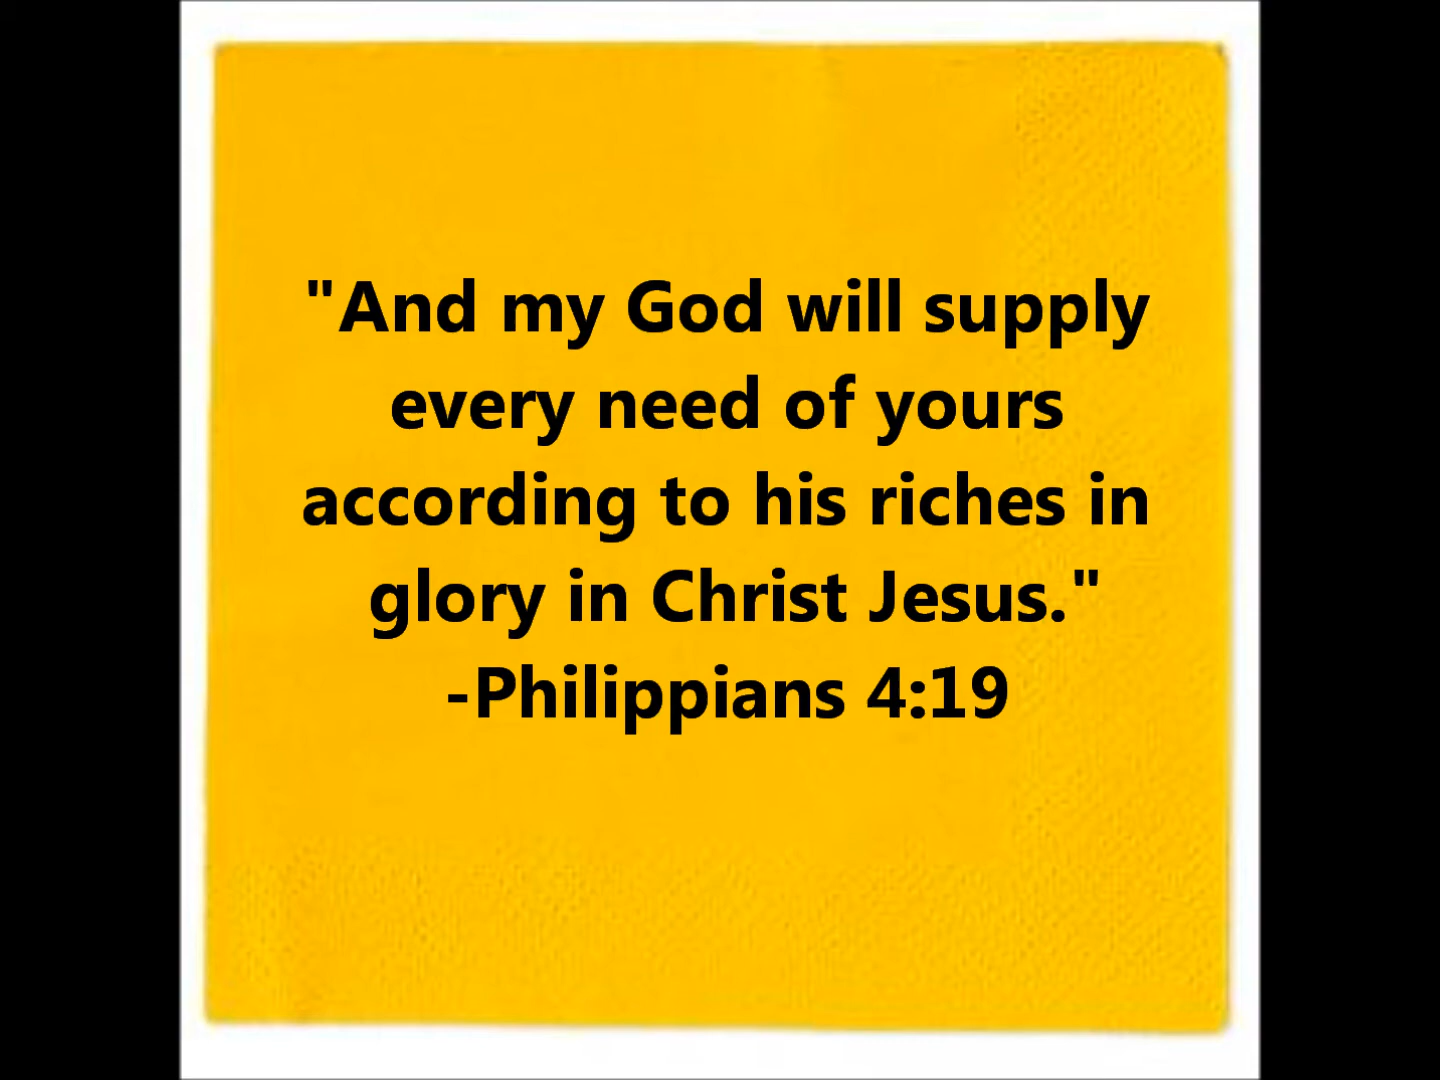 "And my God will supply
every need of yours
according to his riches in
glory in Christ Jesus."
-Philippians 4:19